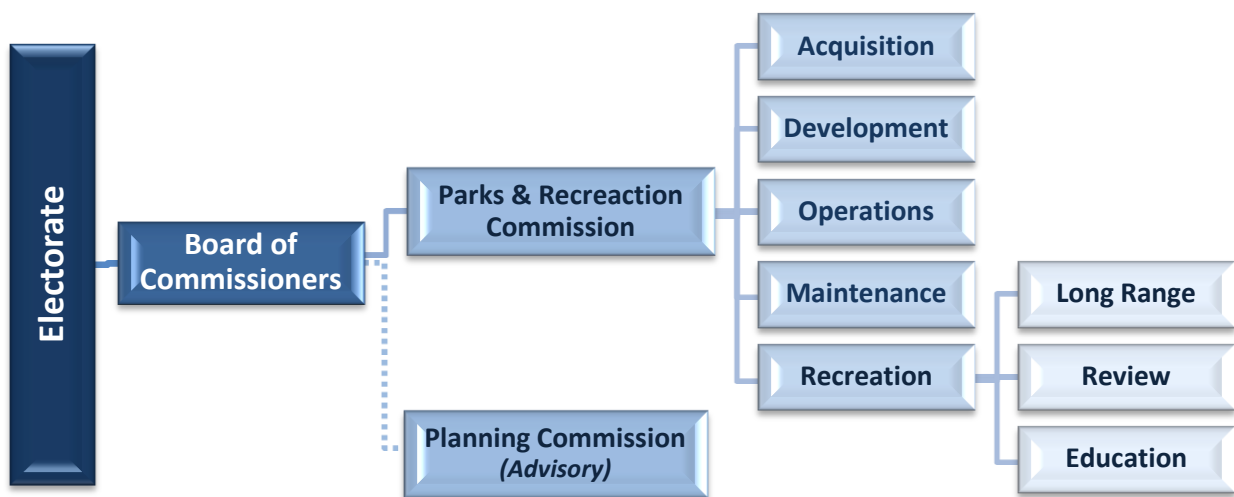 Electorate
Board of
Commissioners
Parks & Recreaction
Commission
Planning Commission
(Advisory)
Acquisition
Development
Operations
Maintenance
Recreation
Long Range
Review
Education